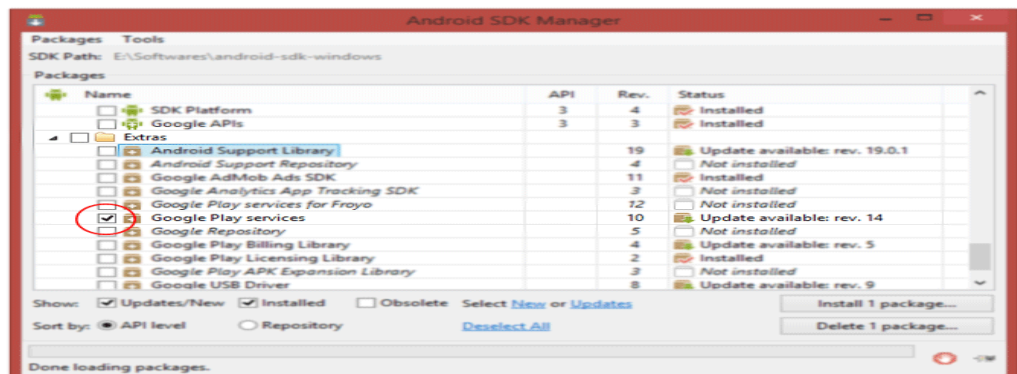 Android SDK Manager
Packages Tools
SDK Path: E:\Softwares\android-sdk-windows
Packages
Name API Rev. Status
SDK Platform 3 4 Installed
Google APIs 3 3 Installed
Extras
Android Support Library 19 Update available: rev. 19.0.1
Android Support Repository 4 Not installed
Google AdMob Ads SDK 11 Installed
Google Analytics App Tracking SDK 3 Not installed
Google Play services for Froyo 12 Not installed
Google Play services 10 Update available: rev. 14
Google Repository 5 Not installed
Google Play Billing Library 4 Update available: rev. 5
Google Play Licensing Library 2 Installed
Google Play APK Expansion Library 3 Not installed
Google USB Driver 8 Update available: rev. 9
Show: Updates/New Installed Obsolete Select New or Updates Install 1 package...
Sort by: API level Repository Deselect All Delete 1 package...
Done loading packages.